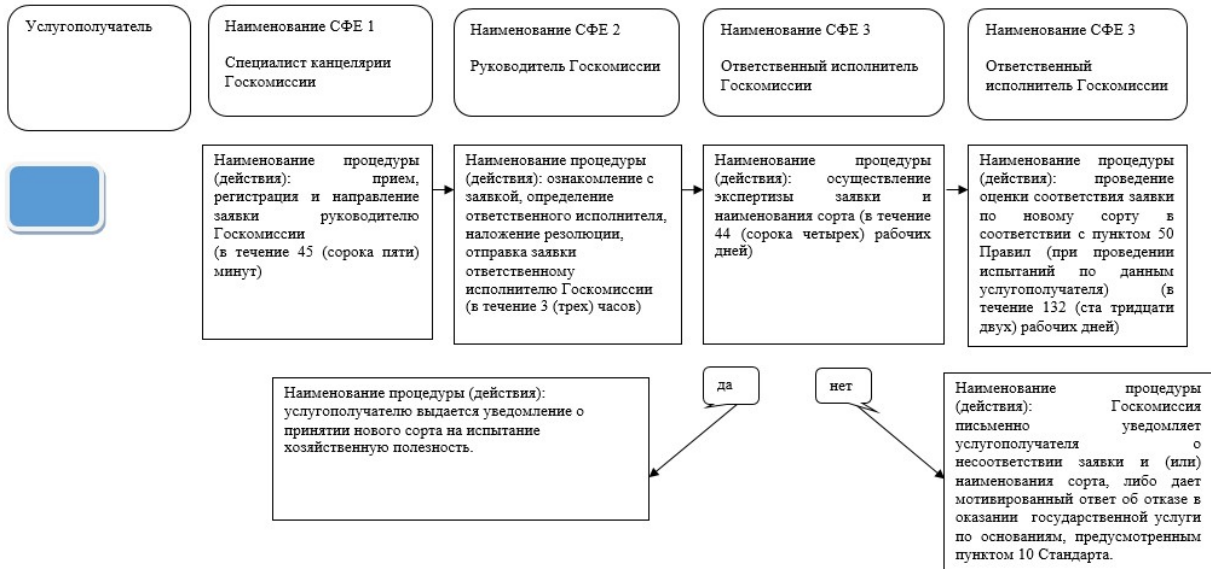 Услугополучатель
Наименование СФЕ 1
Специалист канцелярии
Госкомиссии
Наименование СФЕ 2
Руководитель Госкомиссии
Наименование СФЕ 3
Ответственный исполнитель
Госкомиссии
Наименование СФЕ 3
Ответственный
исполнитель Госкомиссии
Наименование процедуры
(действия): прием,
регистрация и направление
заявки руководителю
Госкомиссии
(в течение 45 (сорока пяти)
минут)
Наименование процедуры
(действия): ознакомление с
заявкой, определение
ответственного исполнителя,
наложение резолюции,
отправка заявки
ответственному
исполнителю Госкомиссии
(в течение 3 (трех) часов)
Наименование процедуры
(действия): осуществление
экспертизы заявки и
наименования сорта (в течение
44 (сорока четырех) рабочих
дней)
Наименование процедуры
(действия): проведение
оценки соответствия заявки
по новому сорту в
соответствии с пунктом 50
Правил (при проведении
испытаний по данным
услугополучателя) (в
течение 132 (ста тридцати
двух) рабочих дней)
да
нет
Наименование процедуры (действия):
услугополучателю выдается уведомление о
принятии нового сорта на испытание
хозяйственную полезность.
Наименование процедуры
(действия): Госкомиссия
письменно уведомляет
услугополучателя о
несоответствии заявки и (или)
наименования сорта, либо дает
мотивированный ответ об отказе в
оказании государственной услуги
по основаниям, предусмотренным
пунктом 10 Стандарта.